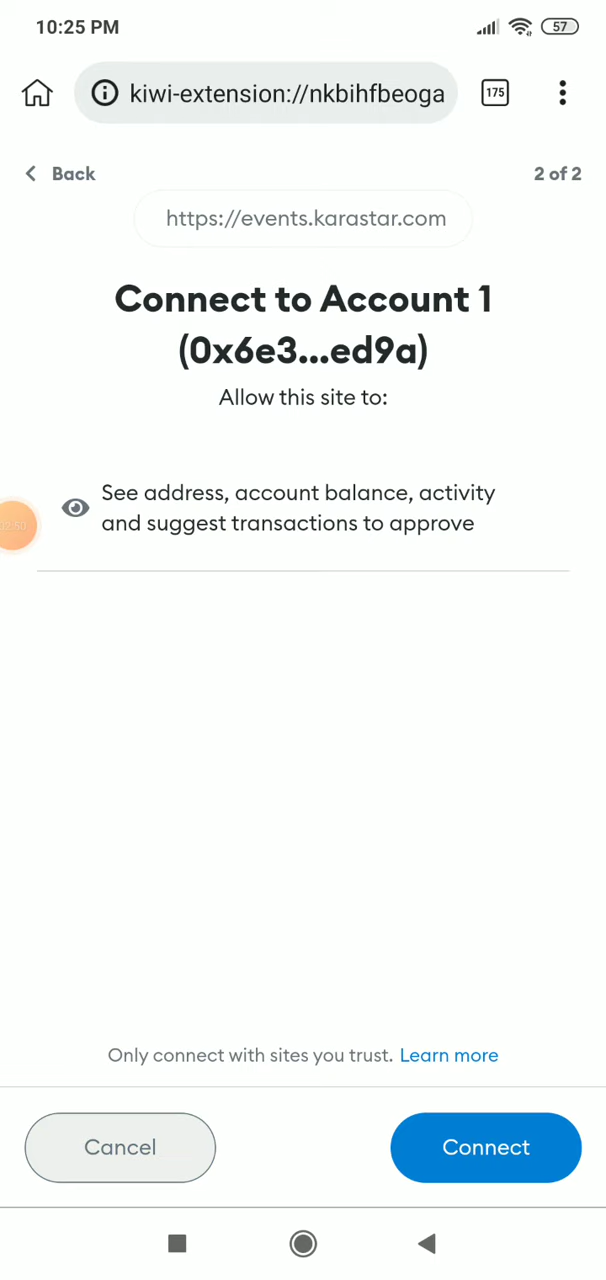 10:25 PM
57
kiwi-extension://nkbihfbeoga
175
Back
2 of 2
https://events.karastar.com
Connect to Account 1
(0x6e3...ed9a)
Allow this site to:
See address, account balance, activity
and suggest transactions to approve
02:50
Only connect with sites you trust. Learn more
Cancel
Connect